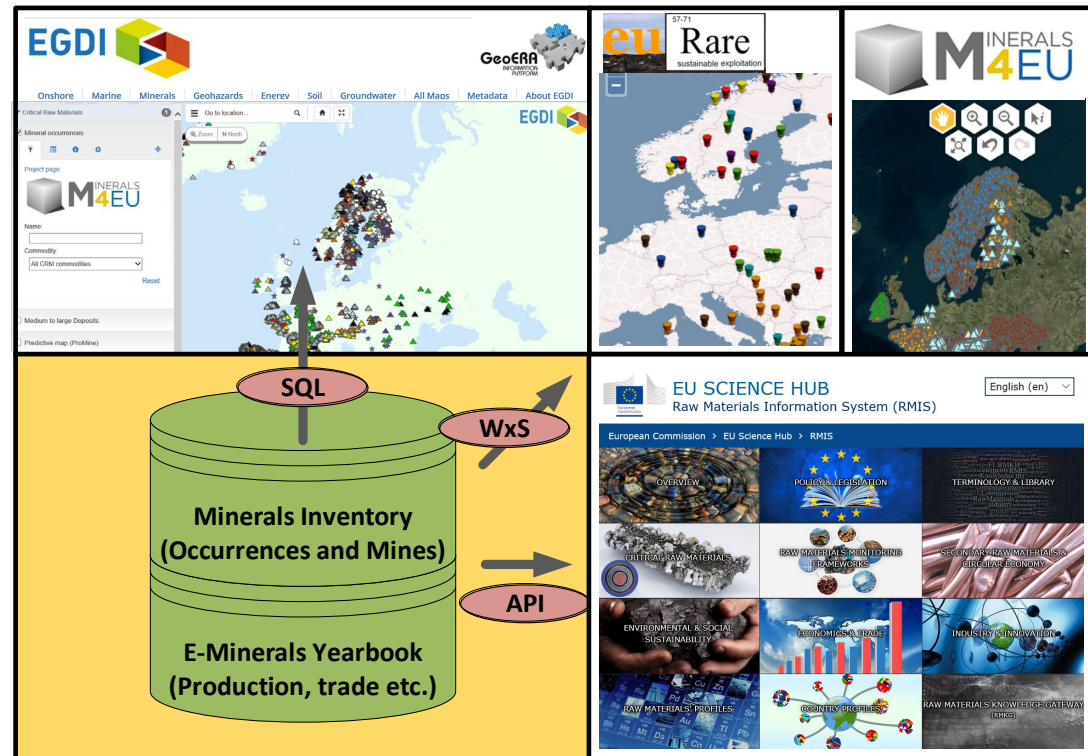 EGDI
GeoERA
INFORMATION
PLATFORM
Onshore Marine Minerals Geohazards Energy Soil Groundwater All Maps Metadata About EGDI
Critical Raw Materials 1
Go to location...
EGDI
Mineral occurrences
Zoom N North
Project page:
MINERALS
4EU
Name:
Commodity:
All CRM commodities
Reset
Medium to large Deposits
Predictive map (ProMine)
57-71
eu Rare
sustainable exploitation
MINERALS
4EU
SQL
WxS
Minerals Inventory
(Occurrences and Mines)
API
E-Minerals Yearbook
(Production, trade etc.)
European
Commission
EU SCIENCE HUB
Raw Materials Information System (RMIS)
English (en)
European Commission > EU Science Hub > RMIS
OVERVIEW
POLICY & LEGISLATION
TERMINOLOGY & LIBRARY
CRITICAL RAW MATERIALS
RAW MATERIALS MONITORING
FRAMEWORKS
SECONDARY RAW MATERIALS &
CIRCULAR ECONOMY
ENVIRONMENTAL & SOCIAL
SUSTAINABILITY
ECONOMICS & TRADE
INDUSTRY & INNOVATION
RAW MATERIALS' PROFILES
COUNTRY PROFILES
RAW MATERIALS KNOWLEDGE GATEWAY
(RMKG)